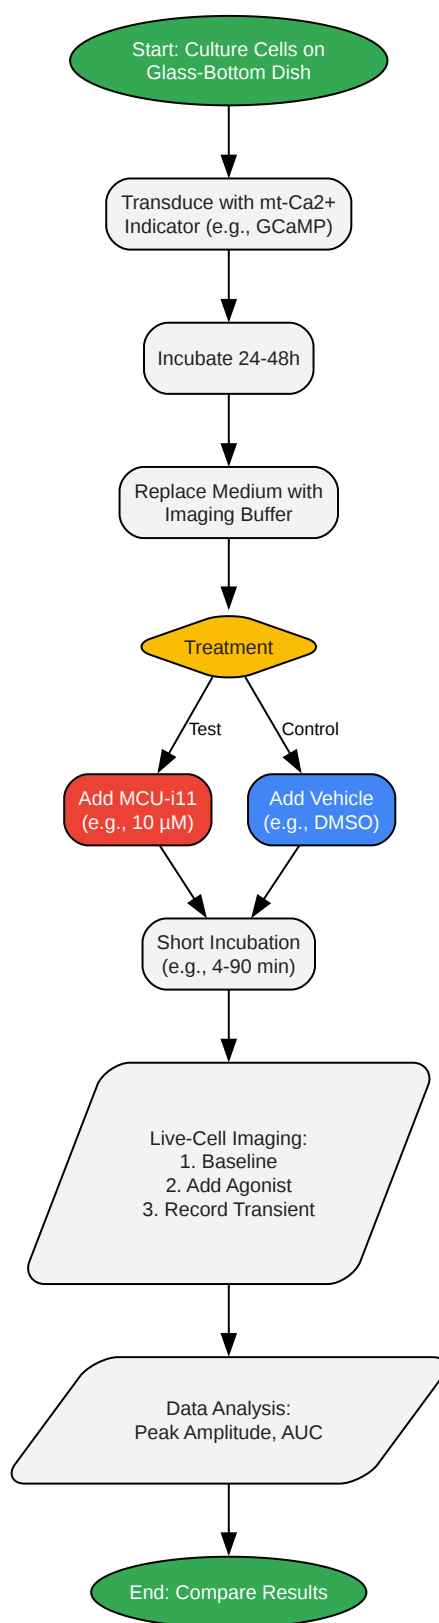 Start: Culture Cells on
Glass-Bottom Dish
Transduce with mt-Ca2+
Indicator (e.g., GCaMP)
Incubate 24-48h
Replace Medium with
Imaging Buffer
Treatment
Test
Control
Add MCU-i11
(e.g., 10 µM)
Add Vehicle
(e.g., DMSO)
Short Incubation
(e.g., 4-90 min)
Live-Cell Imaging:
1. Baseline
2. Add Agonist
3. Record Transient
Data Analysis:
Peak Amplitude, AUC
End: Compare Results